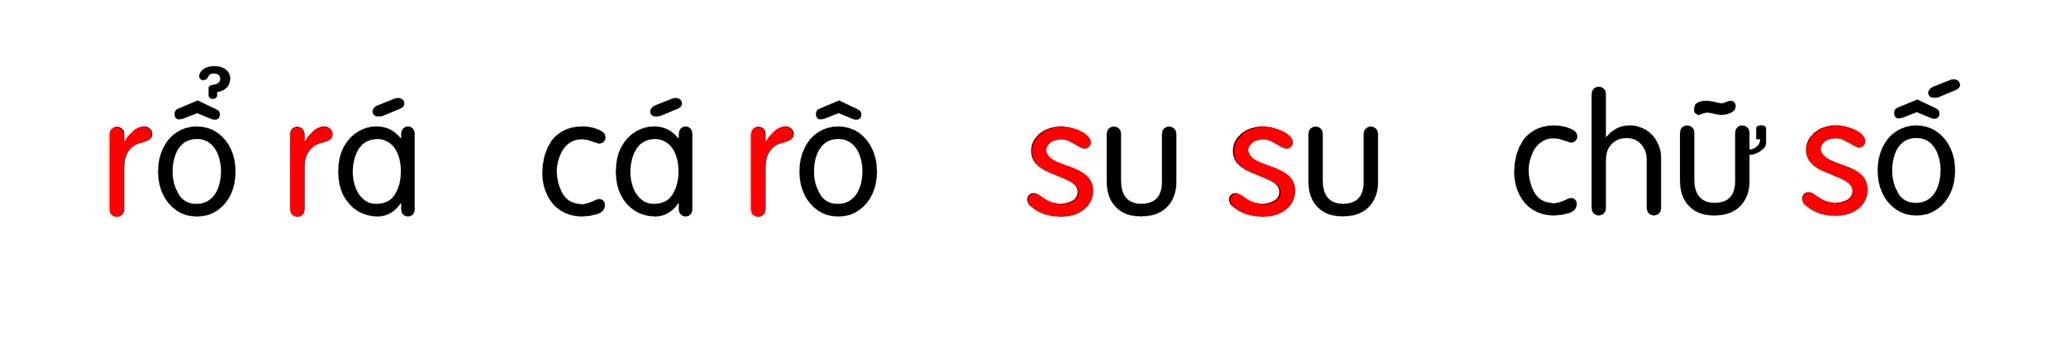 rổ rá cá rô su su chữ số